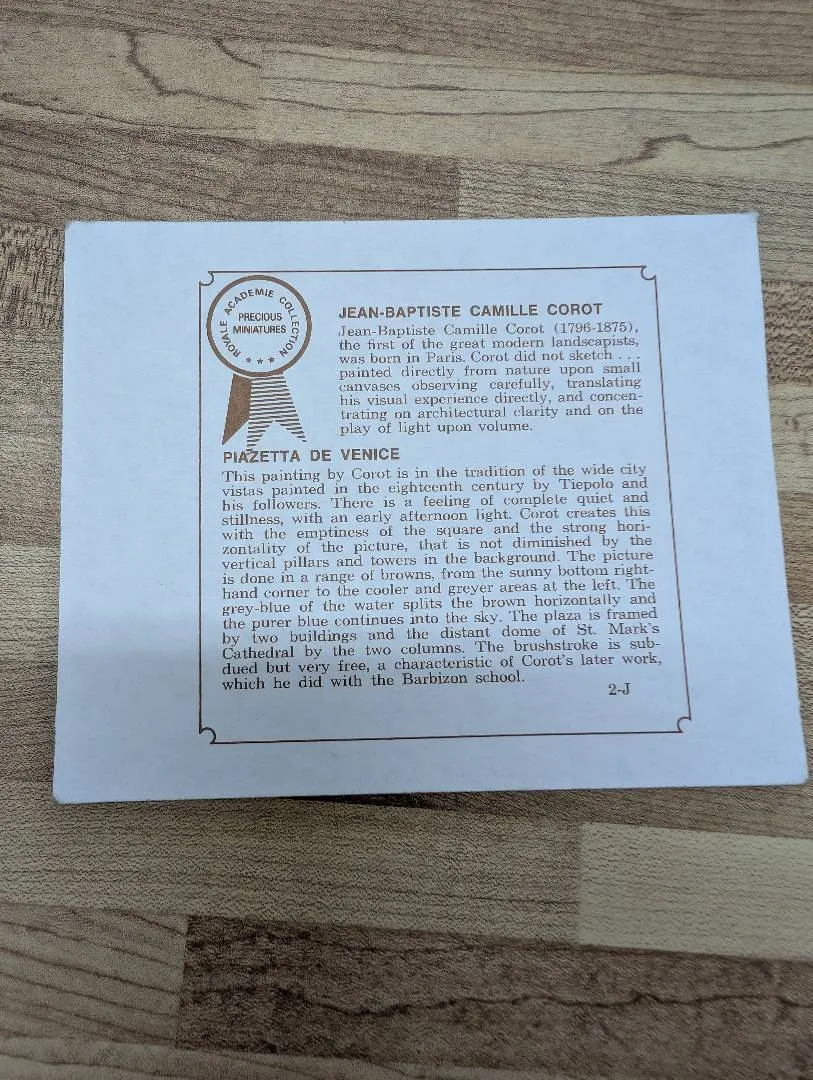 ROYALE ACADEMIE COLLECTION
PRECIOUS
MINIATURES
JEAN-BAPTISTE CAMILLE COROT
Jean-Baptiste Camille Corot (1796-1875),
the first of the great modern landscapists,
was born in Paris. Corot did not sketch . . .
painted directly from nature upon small
canvases observing carefully, translating
his visual experience directly, and concen-
trating on architectural clarity and on the
play of light upon volume.
PIAZETTA DE VENICE
This painting by Corot is in the tradition of the wide city
vistas painted in the eighteenth century by Tiepolo and
his followers. There is a feeling of complete quiet and
stillness, with an early afternoon light. Corot creates this
with the emptiness of the square and the strong hori-
zontality of the picture, that is not diminished by the
vertical pillars and towers in the background. The picture
is done in a range of browns, from the sunny bottom right-
hand corner to the cooler and greyer areas at the left. The
grey-blue of the water splits the brown horizontally and
the purer blue continues into the sky. The plaza is framed
by two buildings and the distant dome of St. Mark's
Cathedral by the two columns. The brushstroke is sub-
dued but very free, a characteristic of Corot's later work,
which he did with the Barbizon school.
2-J